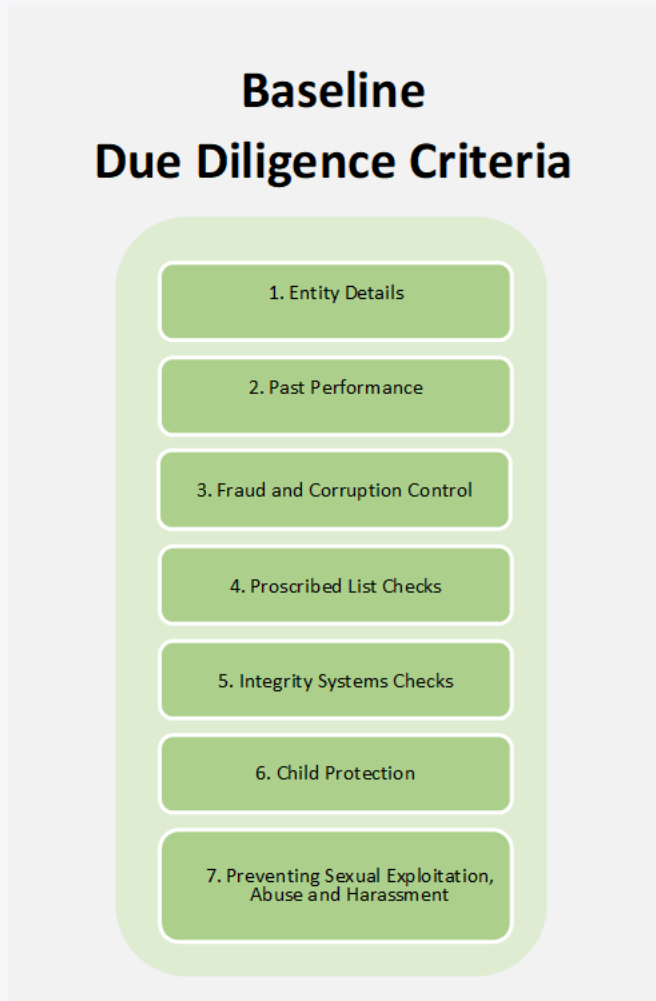 Baseline
Due Diligence Criteria
1. Entity Details
2. Past Performance
3. Fraud and Corruption Control
4. Proscribed List Checks
5. Integrity Systems Checks
6. Child Protection
7. Preventing Sexual Exploitation,
Abuse and Harassment